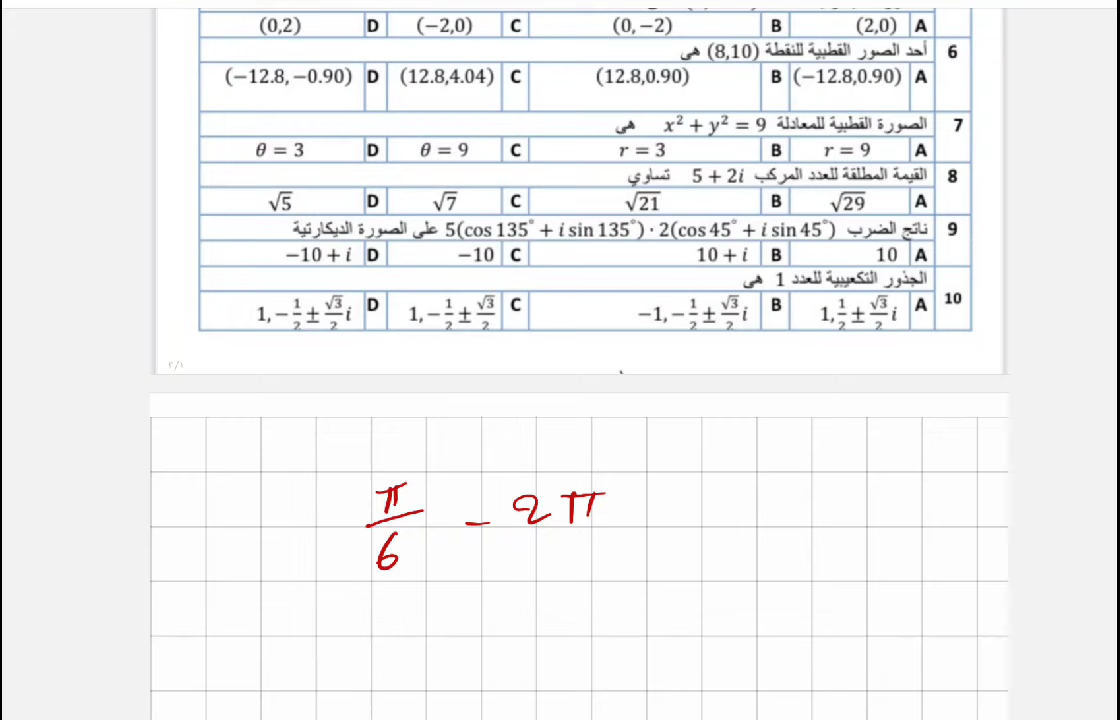 A (2,0) B (0,−2) C (−2,0) D (0,2)
6 أحد الصور القطبية للنقطة (8,10) هى
A (−12.8,0.90) B (12.8,0.90) C (12.8,4.04) D (−12.8,−0.90)
7 الصورة القطبية للمعادلة x² + y² = 9 هى
A r = 9 B r = 3 C θ = 9 D θ = 3
8 القيمة المطلقة للعدد المركب 5 + 2i تساوي
A √29 B √21 C √7 D √5
9 ناتج الضرب 5(cos 135° + i sin 135°) · 2(cos 45° + i sin 45°) على الصورة الديكارتية
A 10 B 10 + i C −10 D −10 + i
10 الجذور التكعيبية للعدد 1 هى
A 1, 1/2 ± √3/2 i B −1, −1/2 ± √3/2 i C 1, −1/2 ± √3/2 D 1, −1/2 ± √3/2 i
٢/١
π/6 − 2π